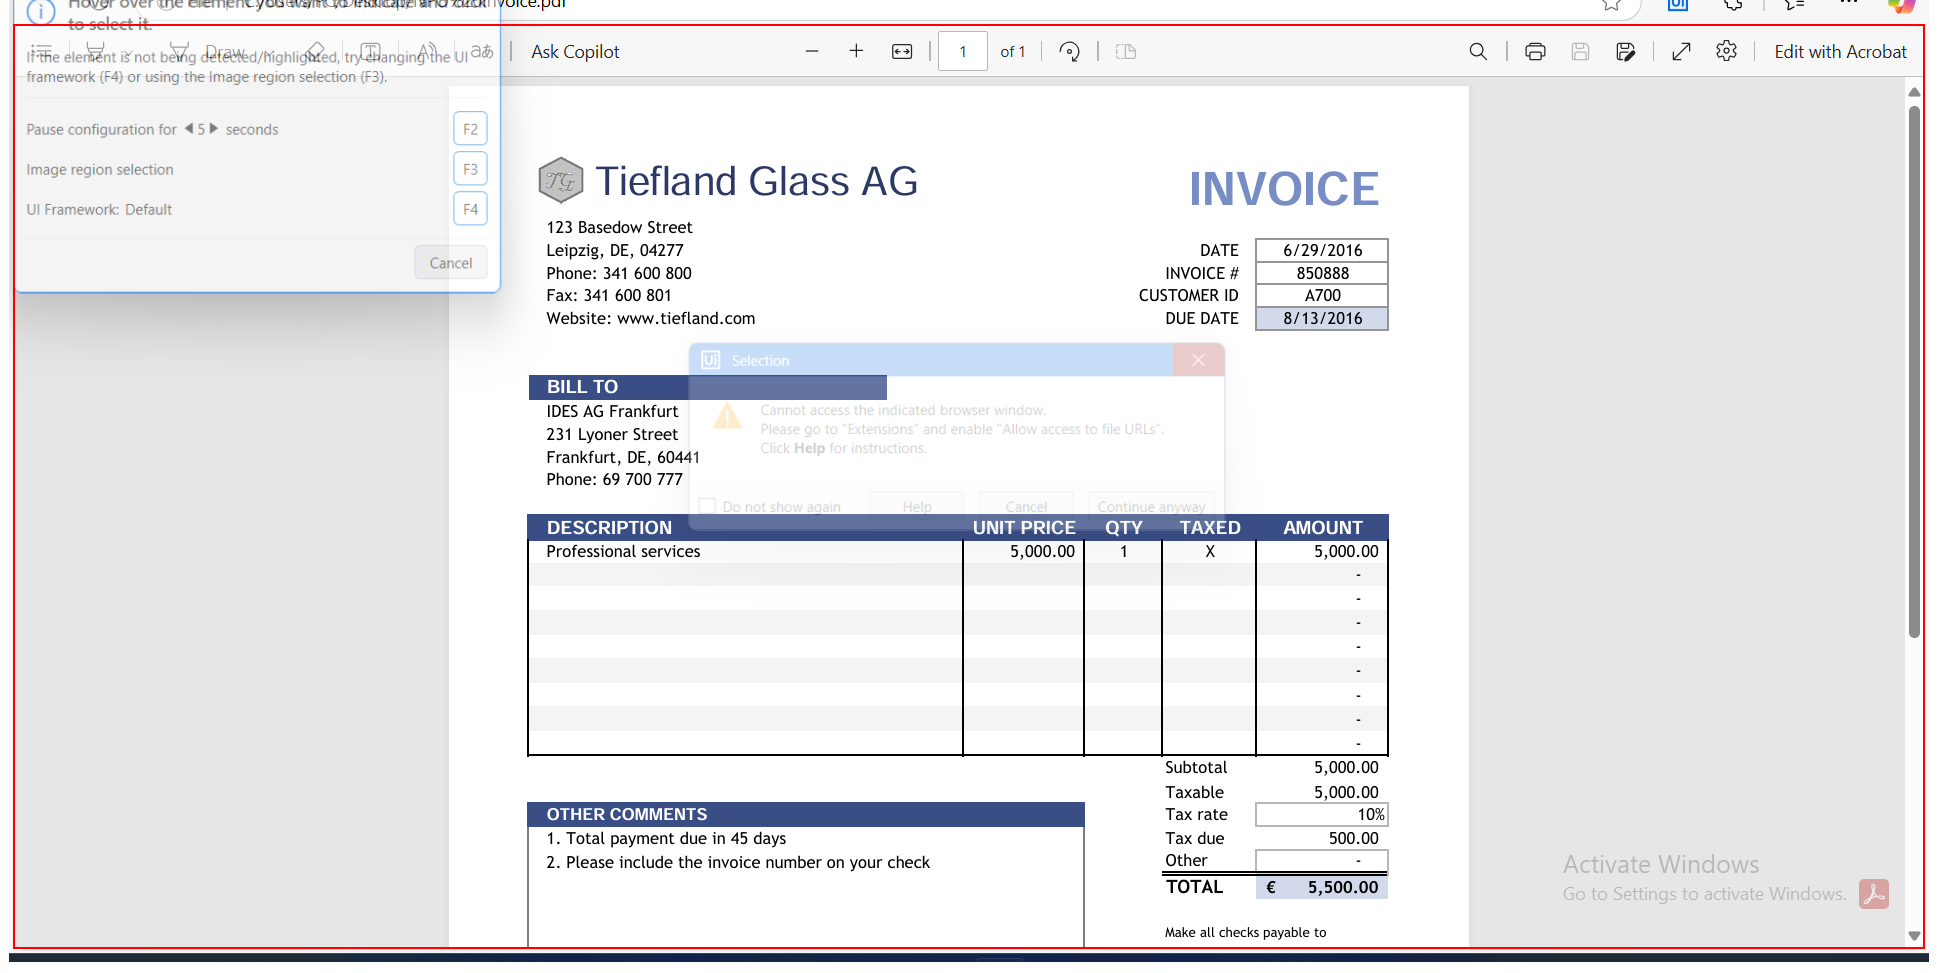 voice.pdf
Hover over the element you want to indicate and click
to select it.
Draw
Ask Copilot
1
of 1
Edit with Acrobat
If the element is not being detected/highlighted, try changing the UI
framework (F4) or using the Image region selection (F3).
Pause configuration for 5 seconds
F2
Image region selection
F3
UI Framework: Default
F4
Cancel
TG
Tiefland Glass AG
INVOICE
123 Basedow Street
Leipzig, DE, 04277
Phone: 341 600 800
Fax: 341 600 801
Website: www.tiefland.com
DATE 6/29/2016
INVOICE # 850888
CUSTOMER ID A700
DUE DATE 8/13/2016
Ui Selection
Cannot access the indicated browser window.
Please go to "Extensions" and enable "Allow access to file URLs".
Click Help for instructions.
Do not show again
Help
Cancel
Continue anyway
BILL TO
IDES AG Frankfurt
231 Lyoner Street
Frankfurt, DE, 60441
Phone: 69 700 777
DESCRIPTION UNIT PRICE QTY TAXED AMOUNT
Professional services 5,000.00 1 X 5,000.00
-
-
-
-
-
-
-
-
Subtotal 5,000.00
Taxable 5,000.00
Tax rate 10%
Tax due 500.00
Other -
TOTAL € 5,500.00
OTHER COMMENTS
1. Total payment due in 45 days
2. Please include the invoice number on your check
Make all checks payable to
Activate Windows
Go to Settings to activate Windows.